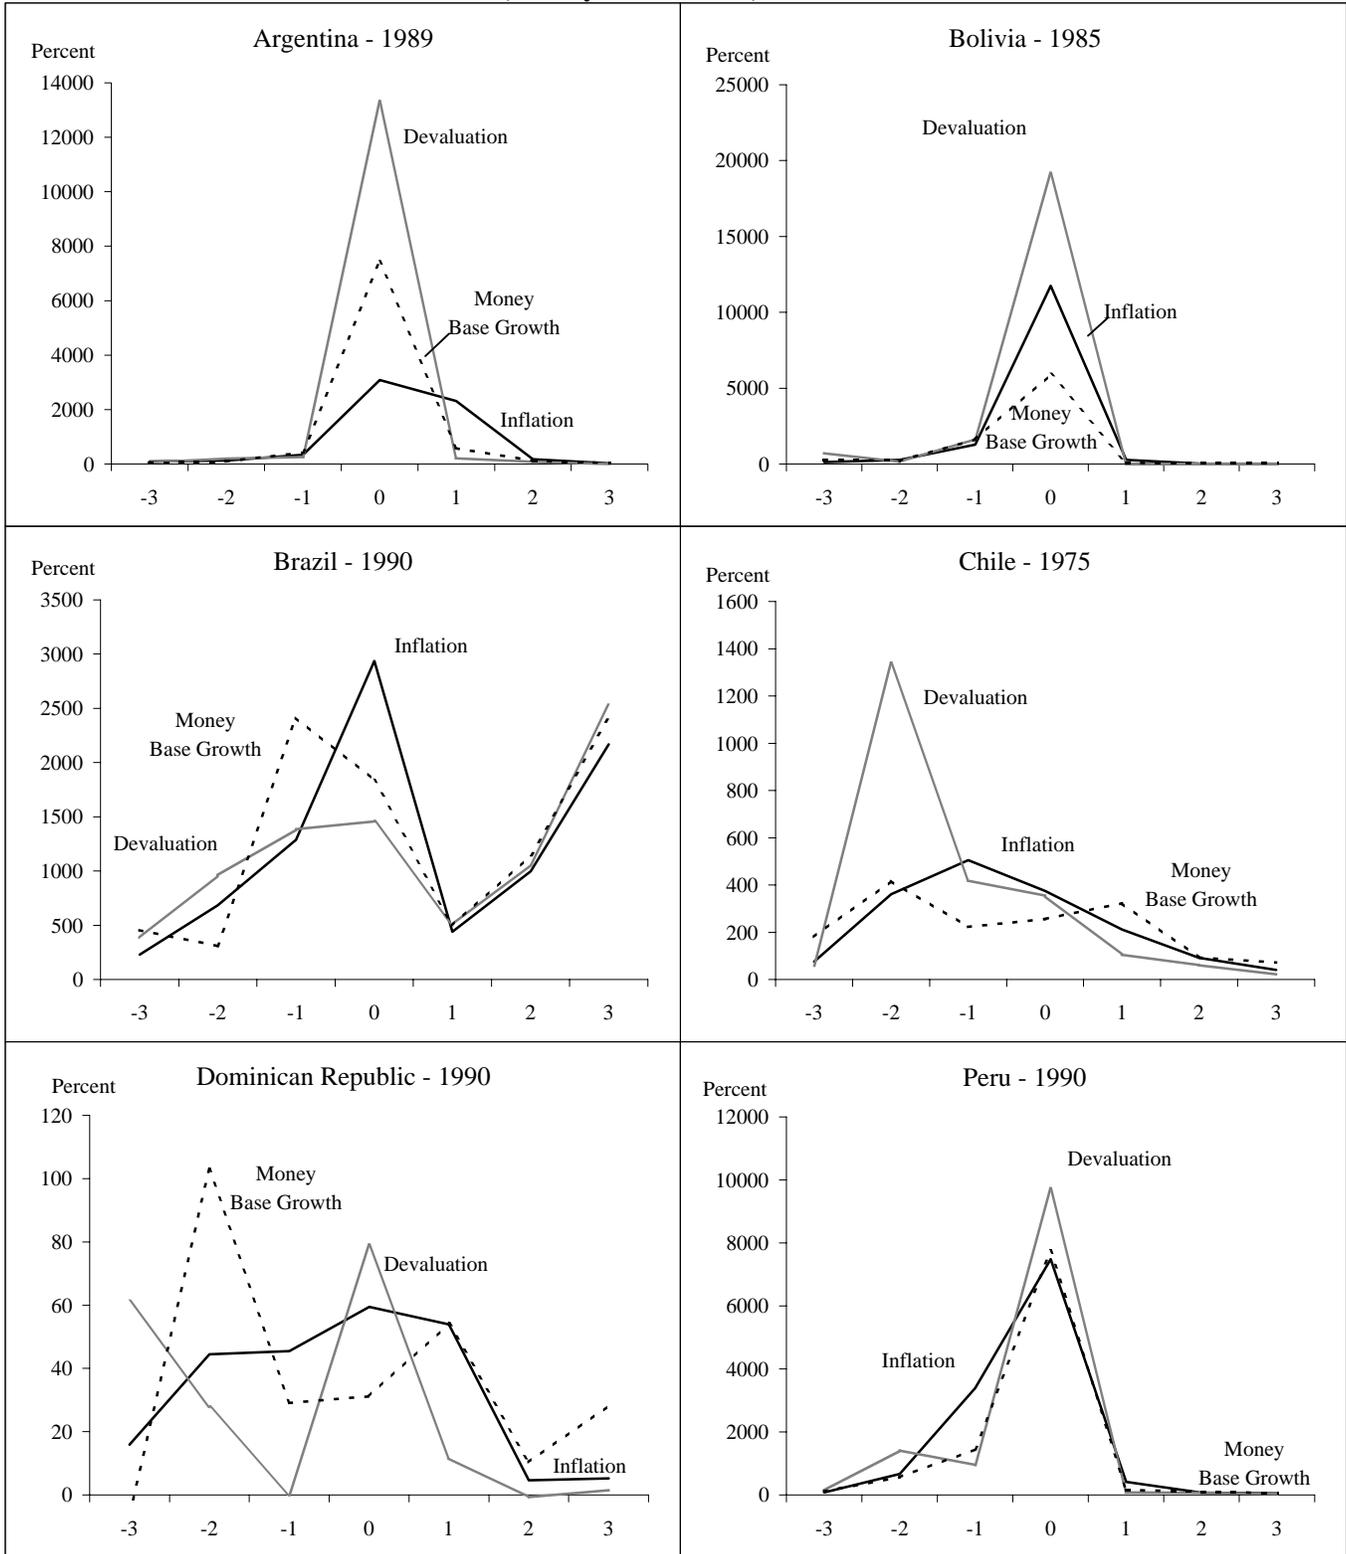 Argentina - 1989
Percent
14000
12000
10000
8000
6000
4000
2000
0
Devaluation
Money
Base Growth
Inflation
-3 -2 -1 0 1 2 3
Bolivia - 1985
Percent
25000
20000
15000
10000
5000
0
Devaluation
Inflation
Money
Base Growth
-3 -2 -1 0 1 2 3
Brazil - 1990
Percent
3500
3000
2500
2000
1500
1000
500
0
Inflation
Money
Base Growth
Devaluation
-3 -2 -1 0 1 2 3
Chile - 1975
Percent
1600
1400
1200
1000
800
600
400
200
0
Devaluation
Inflation
Money
Base Growth
-3 -2 -1 0 1 2 3
Dominican Republic - 1990
Percent
120
100
80
60
40
20
0
Money
Base Growth
Devaluation
Inflation
-3 -2 -1 0 1 2 3
Peru - 1990
Percent
12000
10000
8000
6000
4000
2000
0
Devaluation
Inflation
Money
Base Growth
-3 -2 -1 0 1 2 3